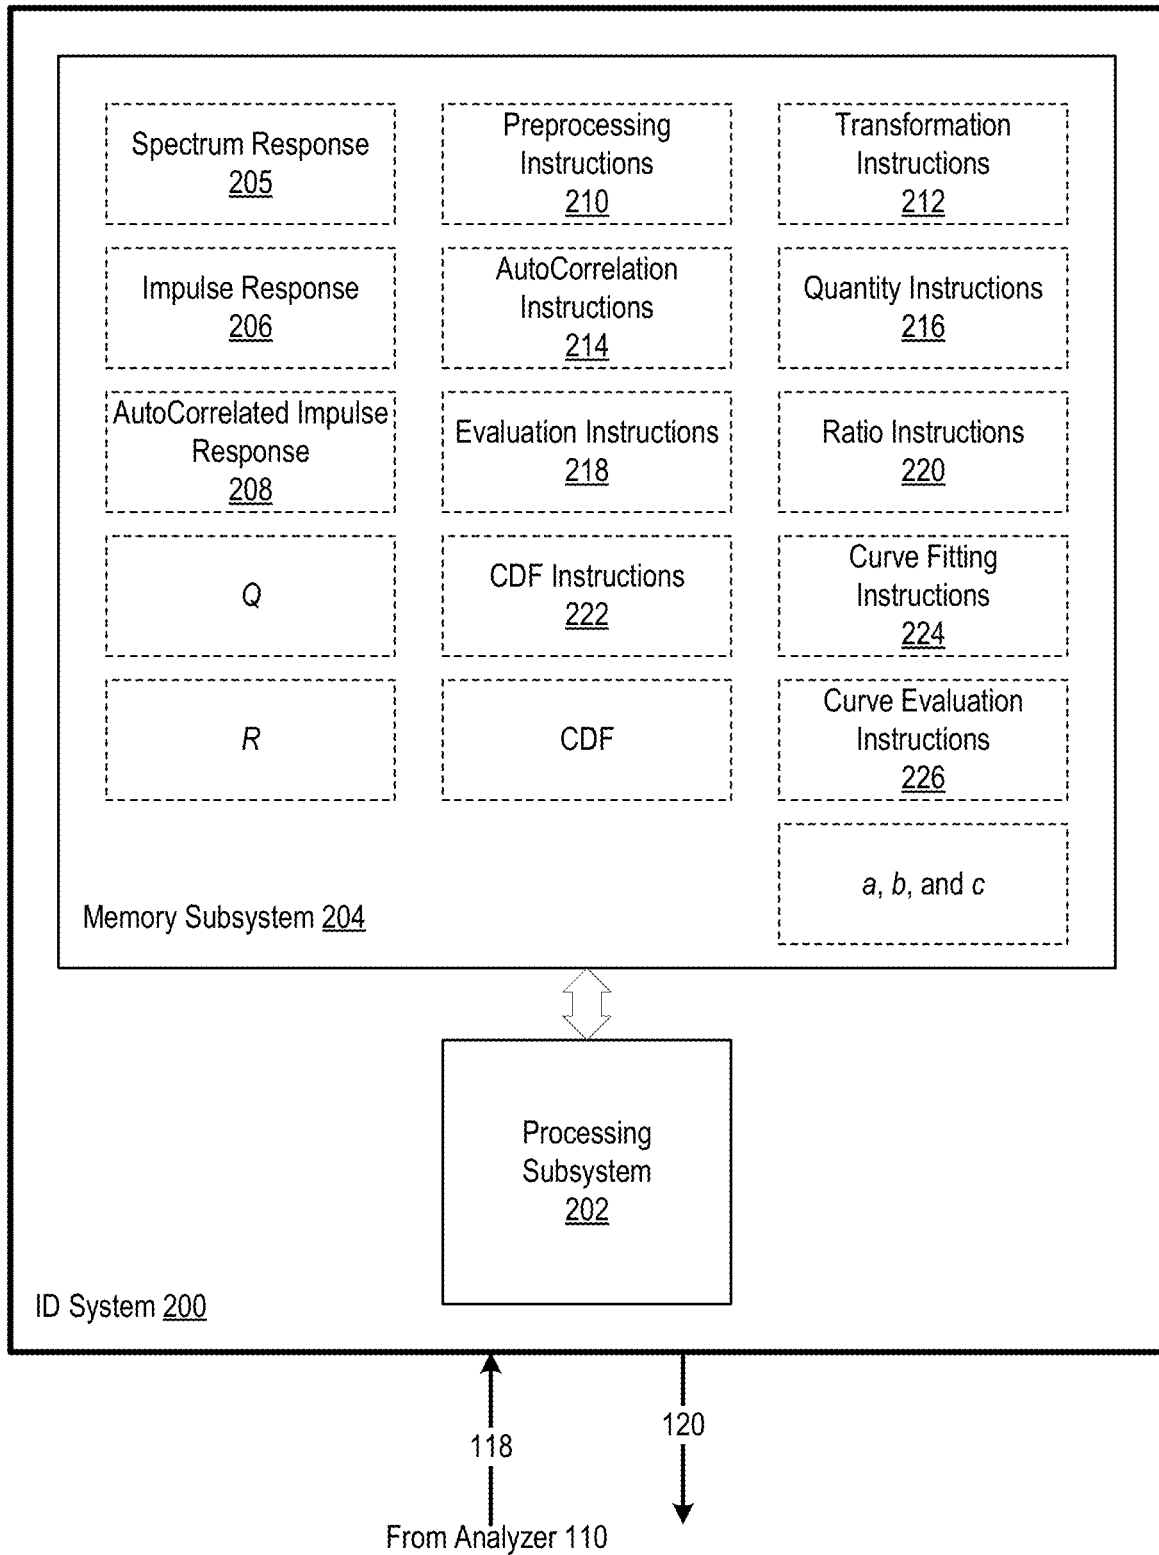 Spectrum Response
205
Preprocessing
Instructions
210
Transformation
Instructions
212
Impulse Response
206
AutoCorrelation
Instructions
214
Quantity Instructions
216
AutoCorrelated Impulse
Response
208
Evaluation Instructions
218
Ratio Instructions
220
Q
CDF Instructions
222
Curve Fitting
Instructions
224
R
CDF
Curve Evaluation
Instructions
226
a, b, and c
Memory Subsystem 204
Processing
Subsystem
202
ID System 200
118
120
From Analyzer 110